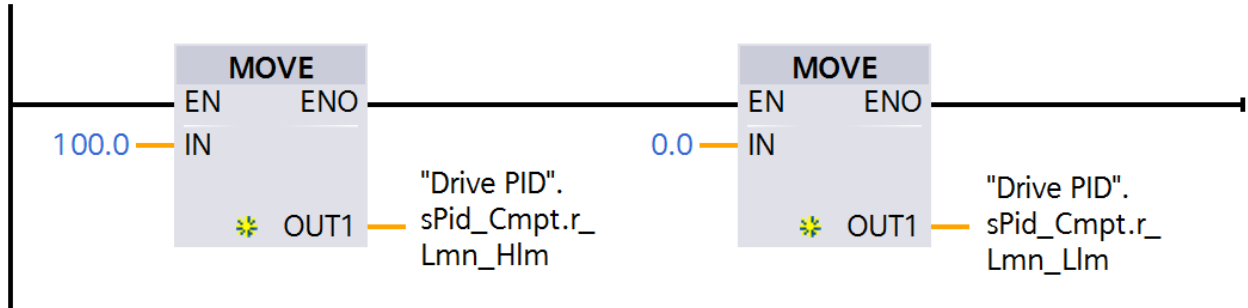 MOVE
EN ENO
100.0 IN
OUT1
"Drive PID".
sPid_Cmpt.r_
Lmn_Hlm
MOVE
EN ENO
0.0 IN
OUT1
"Drive PID".
sPid_Cmpt.r_
Lmn_Llm